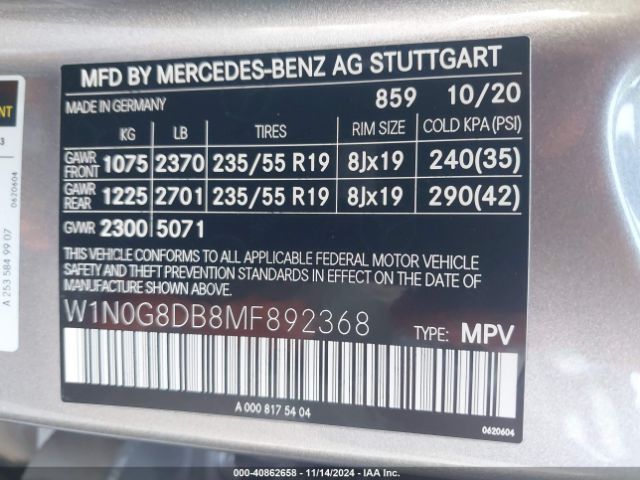 MFD BY MERCEDES-BENZ AG STUTTGART
MADE IN GERMANY 859 10/20
KG LB TIRES RIM SIZE COLD KPA(PSI)
GAWR FRONT 1075 2370 235/55 R19 8Jx19 240(35)
GAWR REAR 1225 2701 235/55 R19 8Jx19 290(42)
GVWR 2300 5071
THIS VEHICLE CONFORMS TO ALL APPLICABLE FEDERAL MOTOR VEHICLE
SAFETY AND THEFT PREVENTION STANDARDS IN EFFECT ON THE DATE OF
MANUFACTURE SHOWN ABOVE.
W1N0G8DB8MF892368
TYPE: MPV
A 000 817 54 04
0620604
0620604
A 253 584 99 07
000-40862658 - 11/14/2024 - IAA Inc.